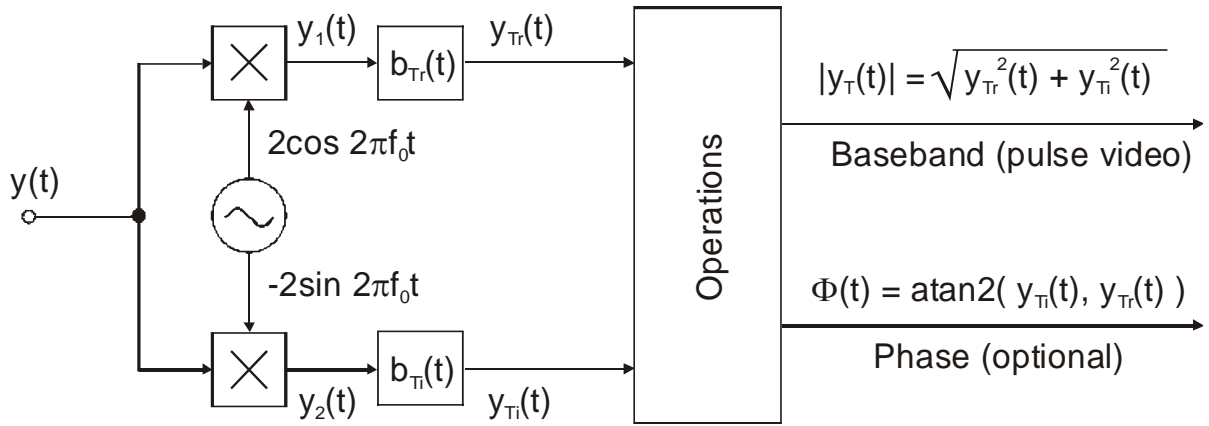 y₁(t)
b_Tr(t)
y_Tr(t)
2cos 2πf₀t
y(t)
-2sin 2πf₀t
y₂(t)
b_Ti(t)
y_Ti(t)
Operations
|y_T(t)| = √(y_Tr²(t) + y_Ti²(t))
Baseband (pulse video)
Φ(t) = atan2( y_Ti(t), y_Tr(t) )
Phase (optional)